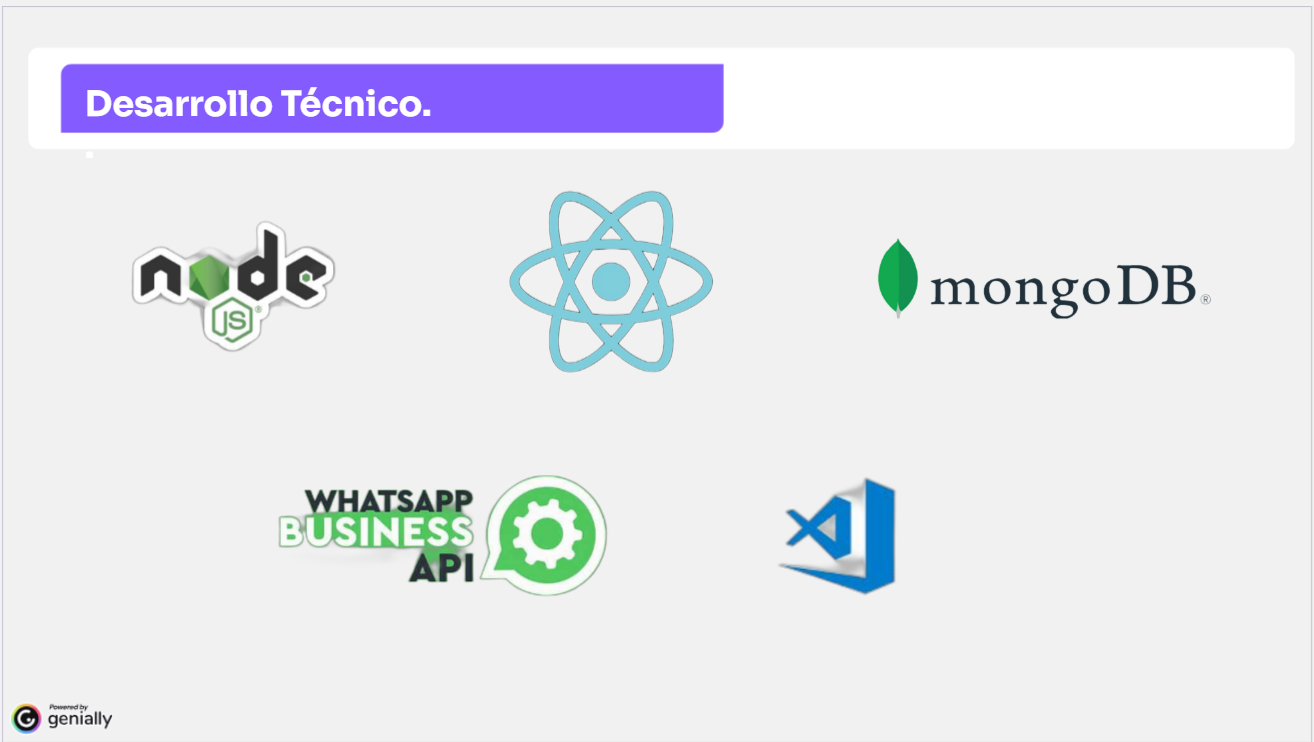 Desarrollo Técnico.
node
JS®
mongoDB®
WHATSAPP
BUSINESS
API
Powered by
genially